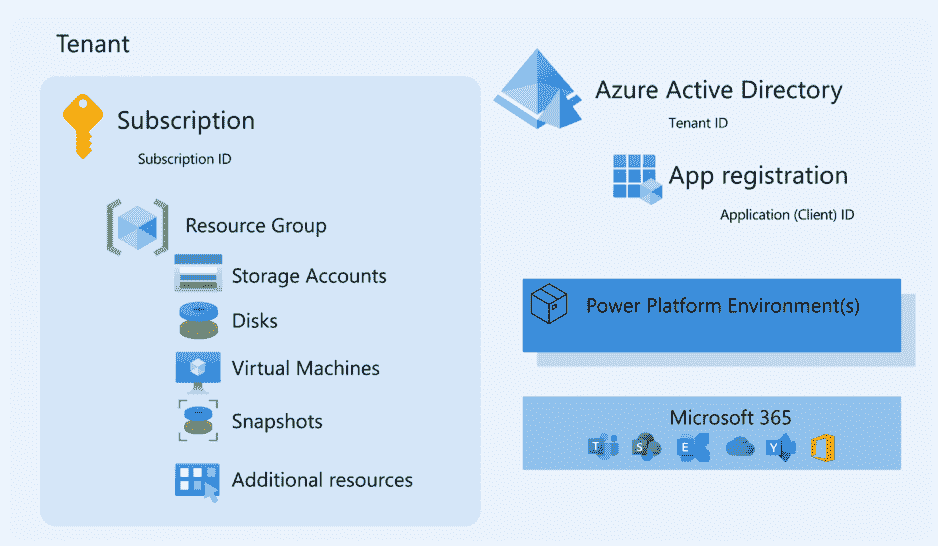 Tenant
Subscription
Subscription ID
Resource Group
Storage Accounts
Disks
Virtual Machines
Snapshots
Additional resources
Azure Active Directory
Tenant ID
App registration
Application (Client) ID
Power Platform Environment(s)
Microsoft 365
T
S
E
Y